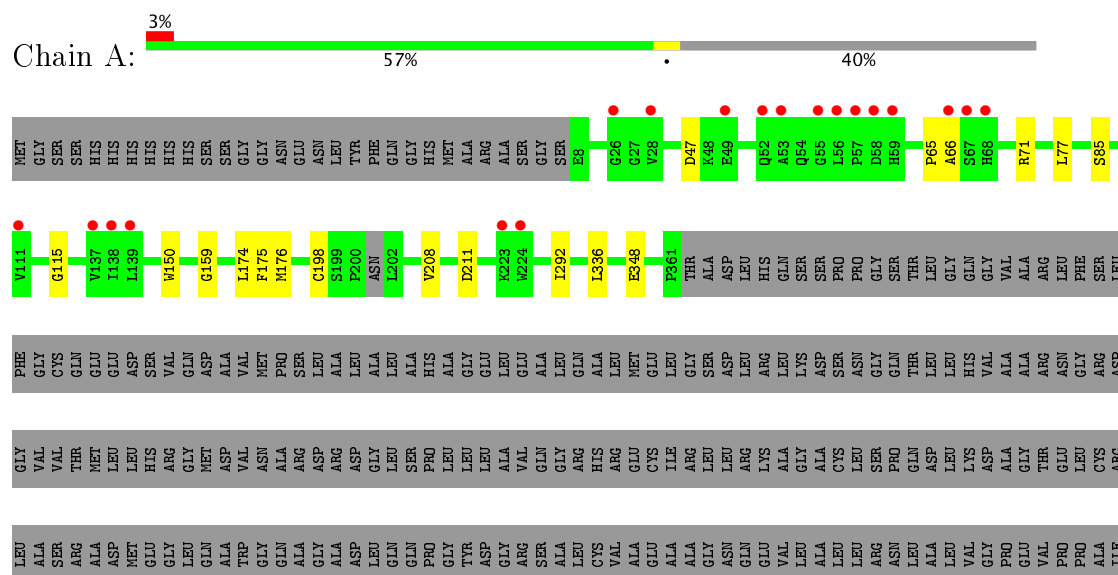 3%
Chain A:
57%
•
40%
MET GLY SER SER HIS HIS HIS HIS HIS HIS SER SER GLY GLY ASN GLU ASN LEU TYR PHE GLN GLY HIS MET ALA ARG ALA SER GLY SER E8 G26 G27 V28 D47 K48 E49 Q52 A53 Q54 G55 L56 P57 D58 H59 P65 A66 S67 H68 R71 L77 S85
V111 G115 V137 I138 L139 W150 G159 L174 F175 M176 C198 S199 P200 ASN L202 V208 D211 K223 W224 I292 L336 E348 P361 THR ALA ASP LEU HIS GLN SER SER PRO PRO GLY SER THR LEU GLY GLN GLY VAL ALA ARG LEU PHE SER LEU
PHE GLY CYS GLN GLU GLU ASP SER VAL GLN ASP ALA VAL MET PRO SER LEU ALA LEU ALA LEU LEU ALA HIS ALA GLY GLU LEU GLU ALA LEU GLN ALA LEU MET GLU LEU GLY SER ASP LEU ARG LEU LYS ASP SER ASN GLY GLN THR LEU LEU HIS VAL ALA ALA ARG ASN GLY ARG ASP
GLY VAL VAL THR MET LEU LEU HIS ARG GLY MET ASP VAL ASN ALA ARG ASP ARG ASP GLY LEU SER PRO LEU LEU LEU ALA VAL GLN GLY ARG HIS ARG GLU CYS ILE ARG LEU LEU ARG LYS ALA GLY ALA CYS LEU SER PRO GLN ASP LEU LYS ASP ALA GLY THR GLU LEU CYS ARG
LEU ALA SER ARG ALA ASP MET GLU GLY LEU LEU GLN ALA TRP GLY GLN ALA GLY ALA ASP LEU GLN GLN PRO GLY TYR ASP GLY ARG SER ALA LEU CYS VAL ALA GLU ALA ALA GLY ASN GLN GLU VAL LEU ALA LEU LEU ARG ASN LEU ALA LEU VAL GLY PRO GLU VAL PRO PRO ALA ILE